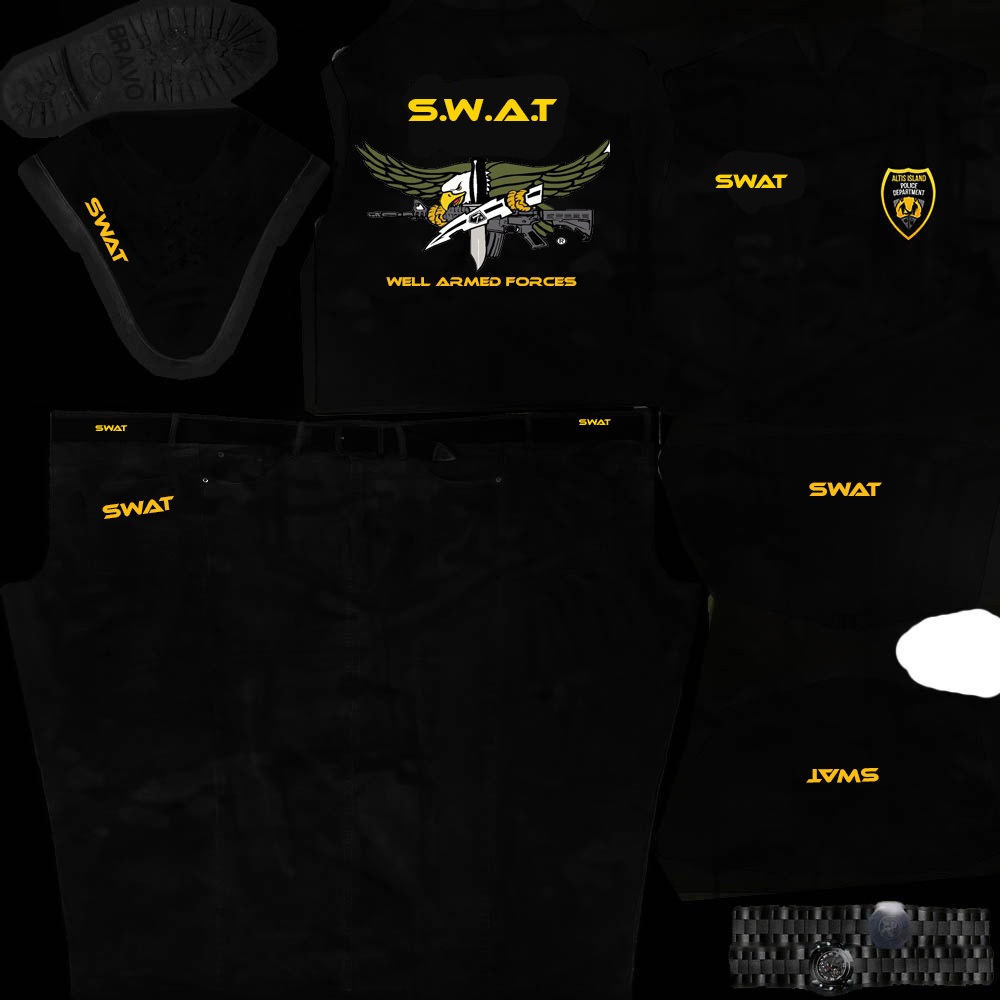 BRAVO
S.W.A.T
SWAT
SWAT
ALTIS ISLAND
POLICE
DEPARTMENT
WELL ARMED FORCES
®
SWAT
SWAT
SWAT
SWAT
SWAT